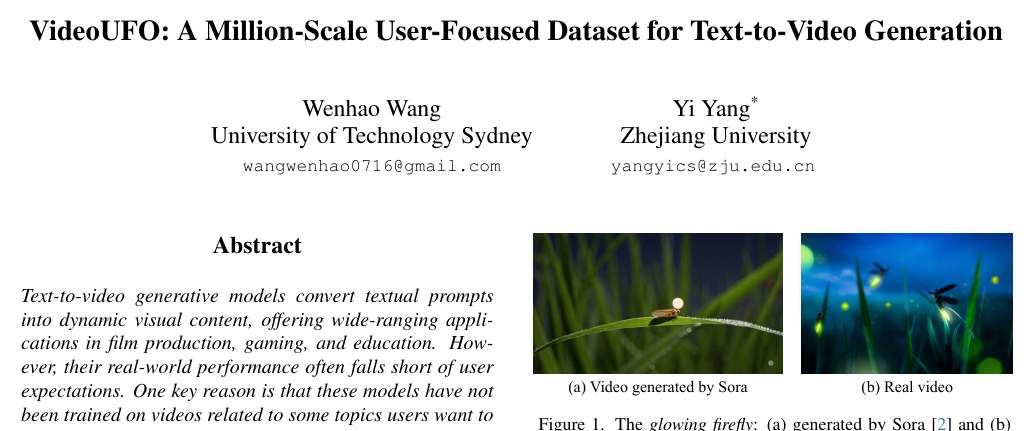 VideoUFO: A Million-Scale User-Focused Dataset for Text-to-Video Generation
Wenhao Wang
University of Technology Sydney
wangwenhao0716@gmail.com
Yi Yang*
Zhejiang University
yangyics@zju.edu.cn
Abstract
Text-to-video generative models convert textual prompts
into dynamic visual content, offering wide-ranging appli-
cations in film production, gaming, and education. How-
ever, their real-world performance often falls short of user
expectations. One key reason is that these models have not
been trained on videos related to some topics users want to
(a) Video generated by Sora
(b) Real video
Figure 1. The glowing firefly: (a) generated by Sora [2] and (b)